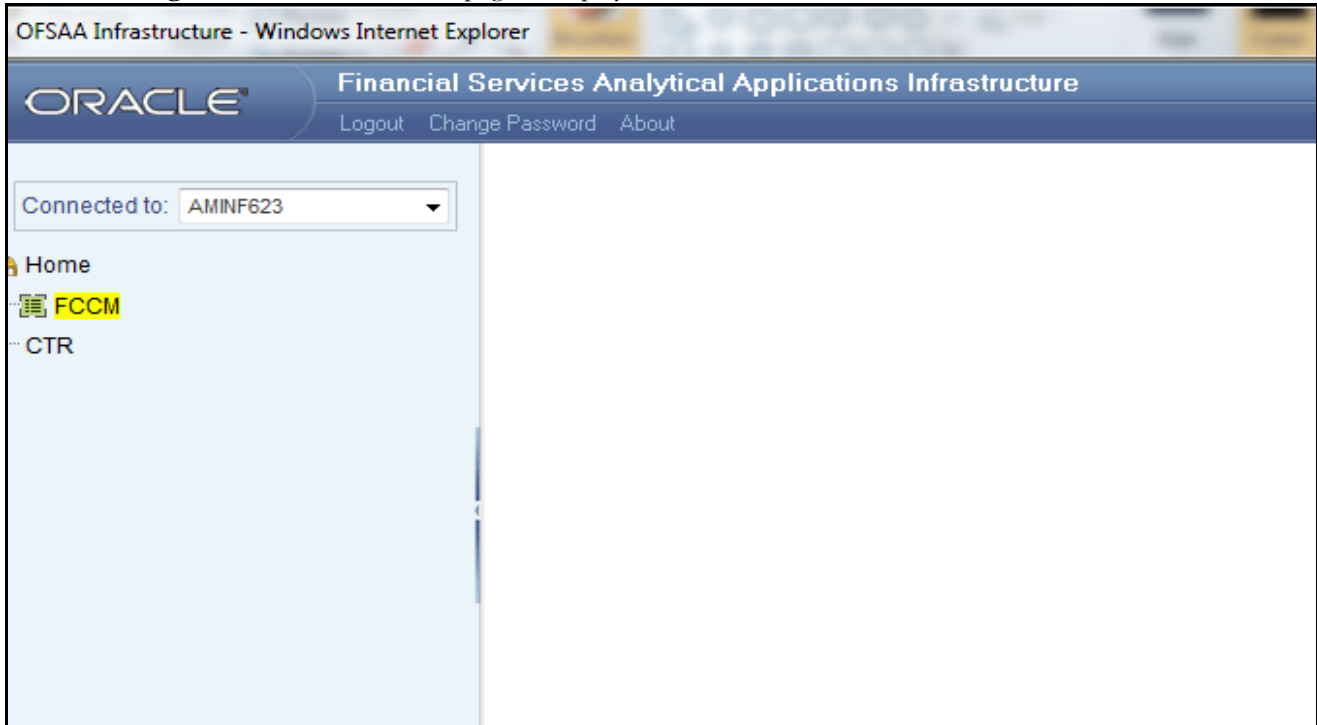 OFSAA Infrastructure - Windows Internet Explorer
ORACLE
Financial Services Analytical Applications Infrastructure
Logout Change Password About
Connected to: AMINF623
Home
FCCM
CTR